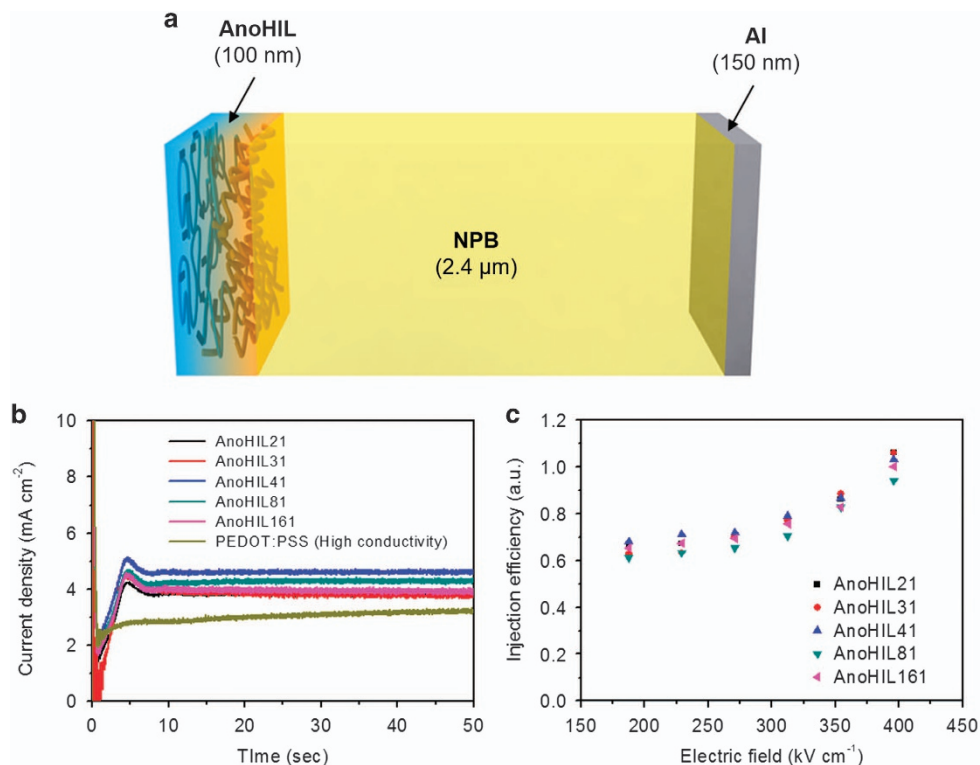 a
AnoHIL
(100 nm)
Al
(150 nm)
NPB
(2.4 µm)
b
10
8
6
4
2
0
Current density (mA cm⁻²)
AnoHIL21
AnoHIL31
AnoHIL41
AnoHIL81
AnoHIL161
PEDOT:PSS (High conductivity)
0 10 20 30 40 50
TIme (sec)
c
1.2
1.0
0.8
0.6
0.4
0.2
0.0
Injection efficiency (a.u.)
AnoHIL21
AnoHIL31
AnoHIL41
AnoHIL81
AnoHIL161
150 200 250 300 350 400 450
Electric field (kV cm⁻¹)